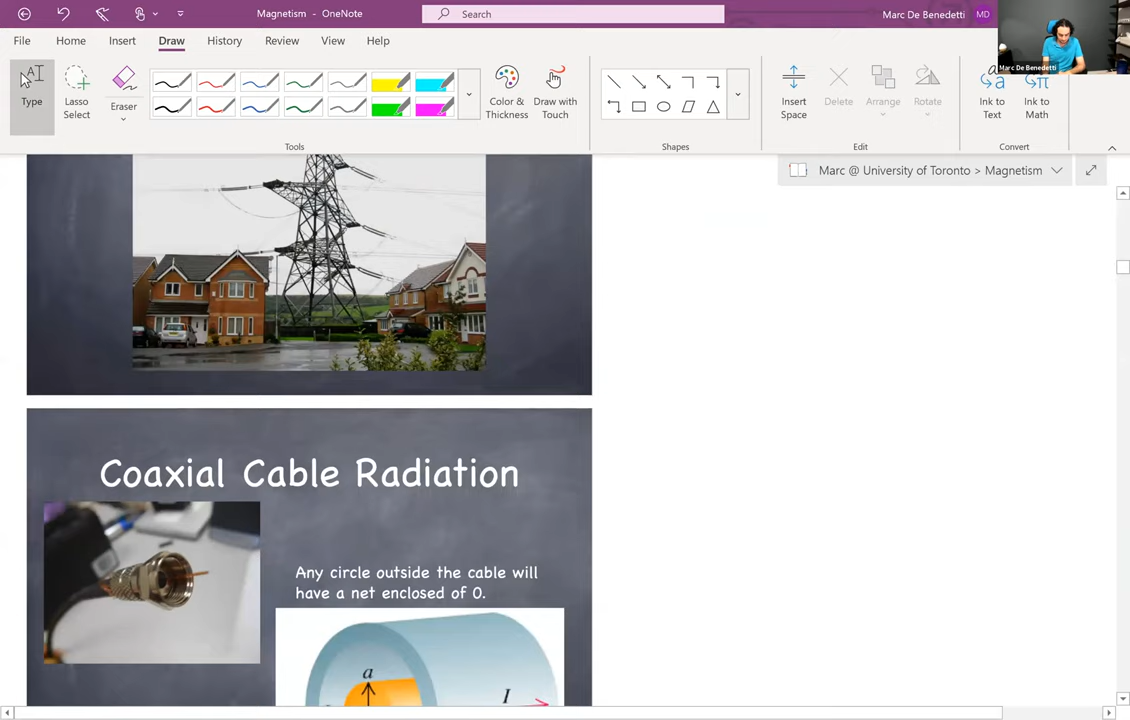 Magnetism - OneNote
Search
Marc De Benedetti
MD
Marc De Benedetti
File
Home
Insert
Draw
History
Review
View
Help
Type
Lasso
Select
Eraser
Color &
Thickness
Draw with
Touch
Insert
Space
Delete
Arrange
Rotate
Ink to
Text
Ink to
Math
Tools
Shapes
Edit
Convert
Marc @ University of Toronto > Magnetism
Coaxial Cable Radiation
Any circle outside the cable will
have a net enclosed of 0.
a
I